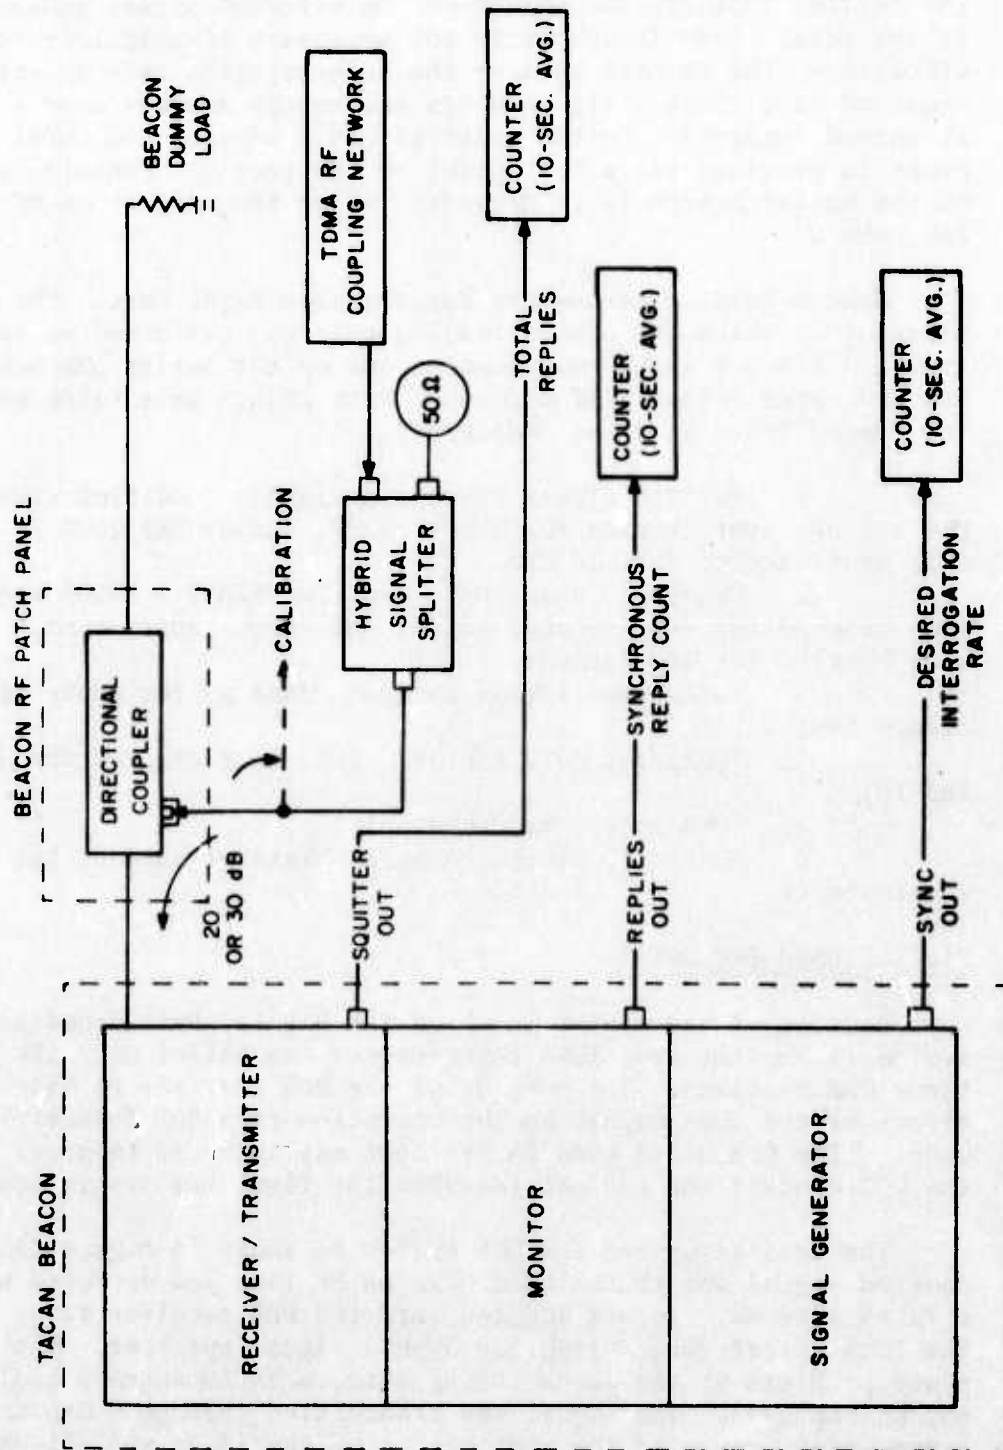 TACAN BEACON
RECEIVER/TRANSMITTER
MONITOR
SIGNAL GENERATOR
BEACON RF PATCH PANEL
DIRECTIONAL
COUPLER
20
OR 30 dB
CALIBRATION
BEACON
DUMMY
LOAD
TDMA RF
COUPLING NETWORK
HYBRID
SIGNAL
SPLITTER
50Ω
SQUITTER
OUT
TOTAL
REPLIES
COUNTER
(10-SEC. AVG.)
REPLIES
OUT
SYNCHRONOUS
REPLY COUNT
COUNTER
(10-SEC. AVG.)
SYNC
OUT
DESIRED
INTERROGATION
RATE
COUNTER
(10-SEC. AVG.)